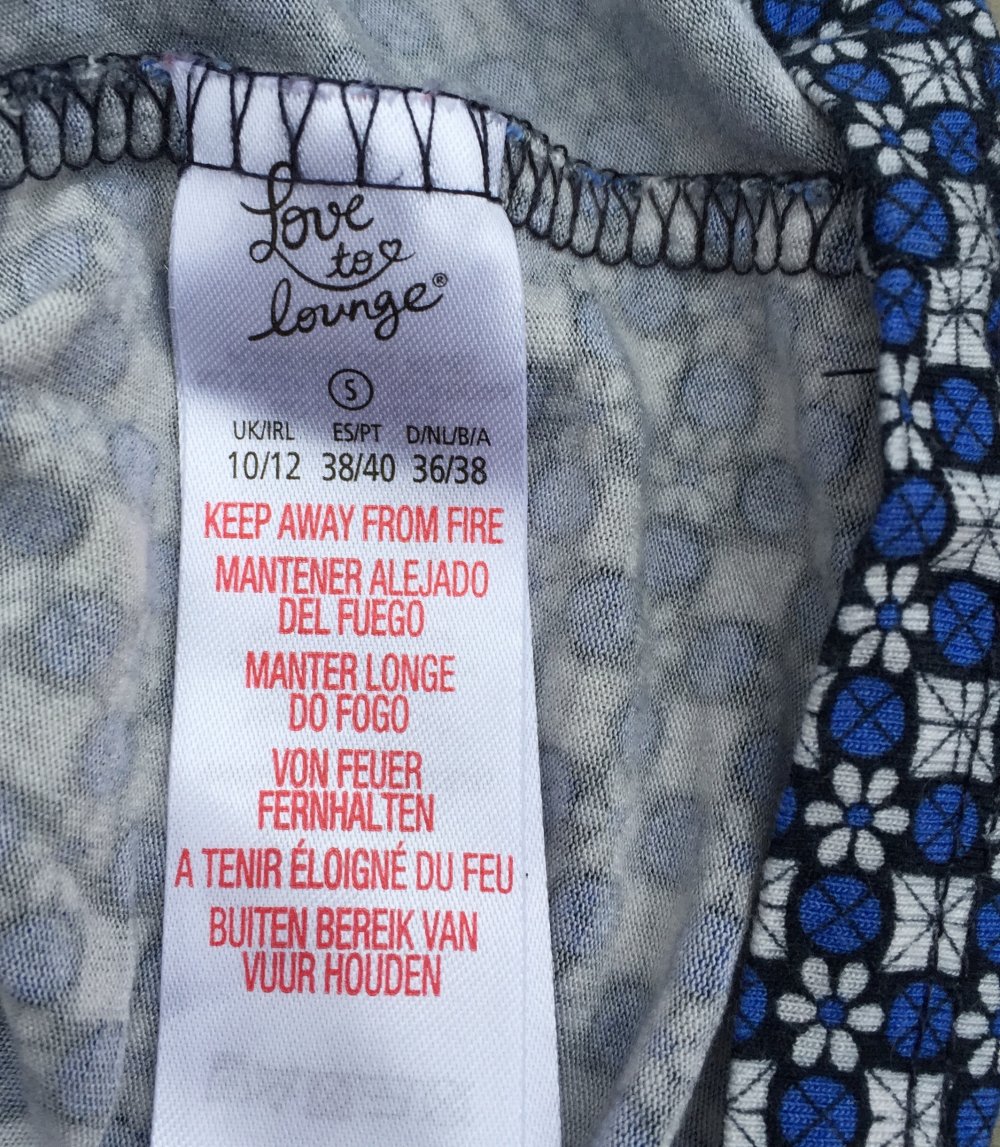 Love
to
lounge®
S
UK/IRL ES/PT D/NL/B/A
10/12 38/40 36/38
KEEP AWAY FROM FIRE
MANTENER ALEJADO
DEL FUEGO
MANTER LONGE
DO FOGO
VON FEUER
FERNHALTEN
A TENIR ÉLOIGNÉ DU FEU
BUITEN BEREIK VAN
VUUR HOUDEN